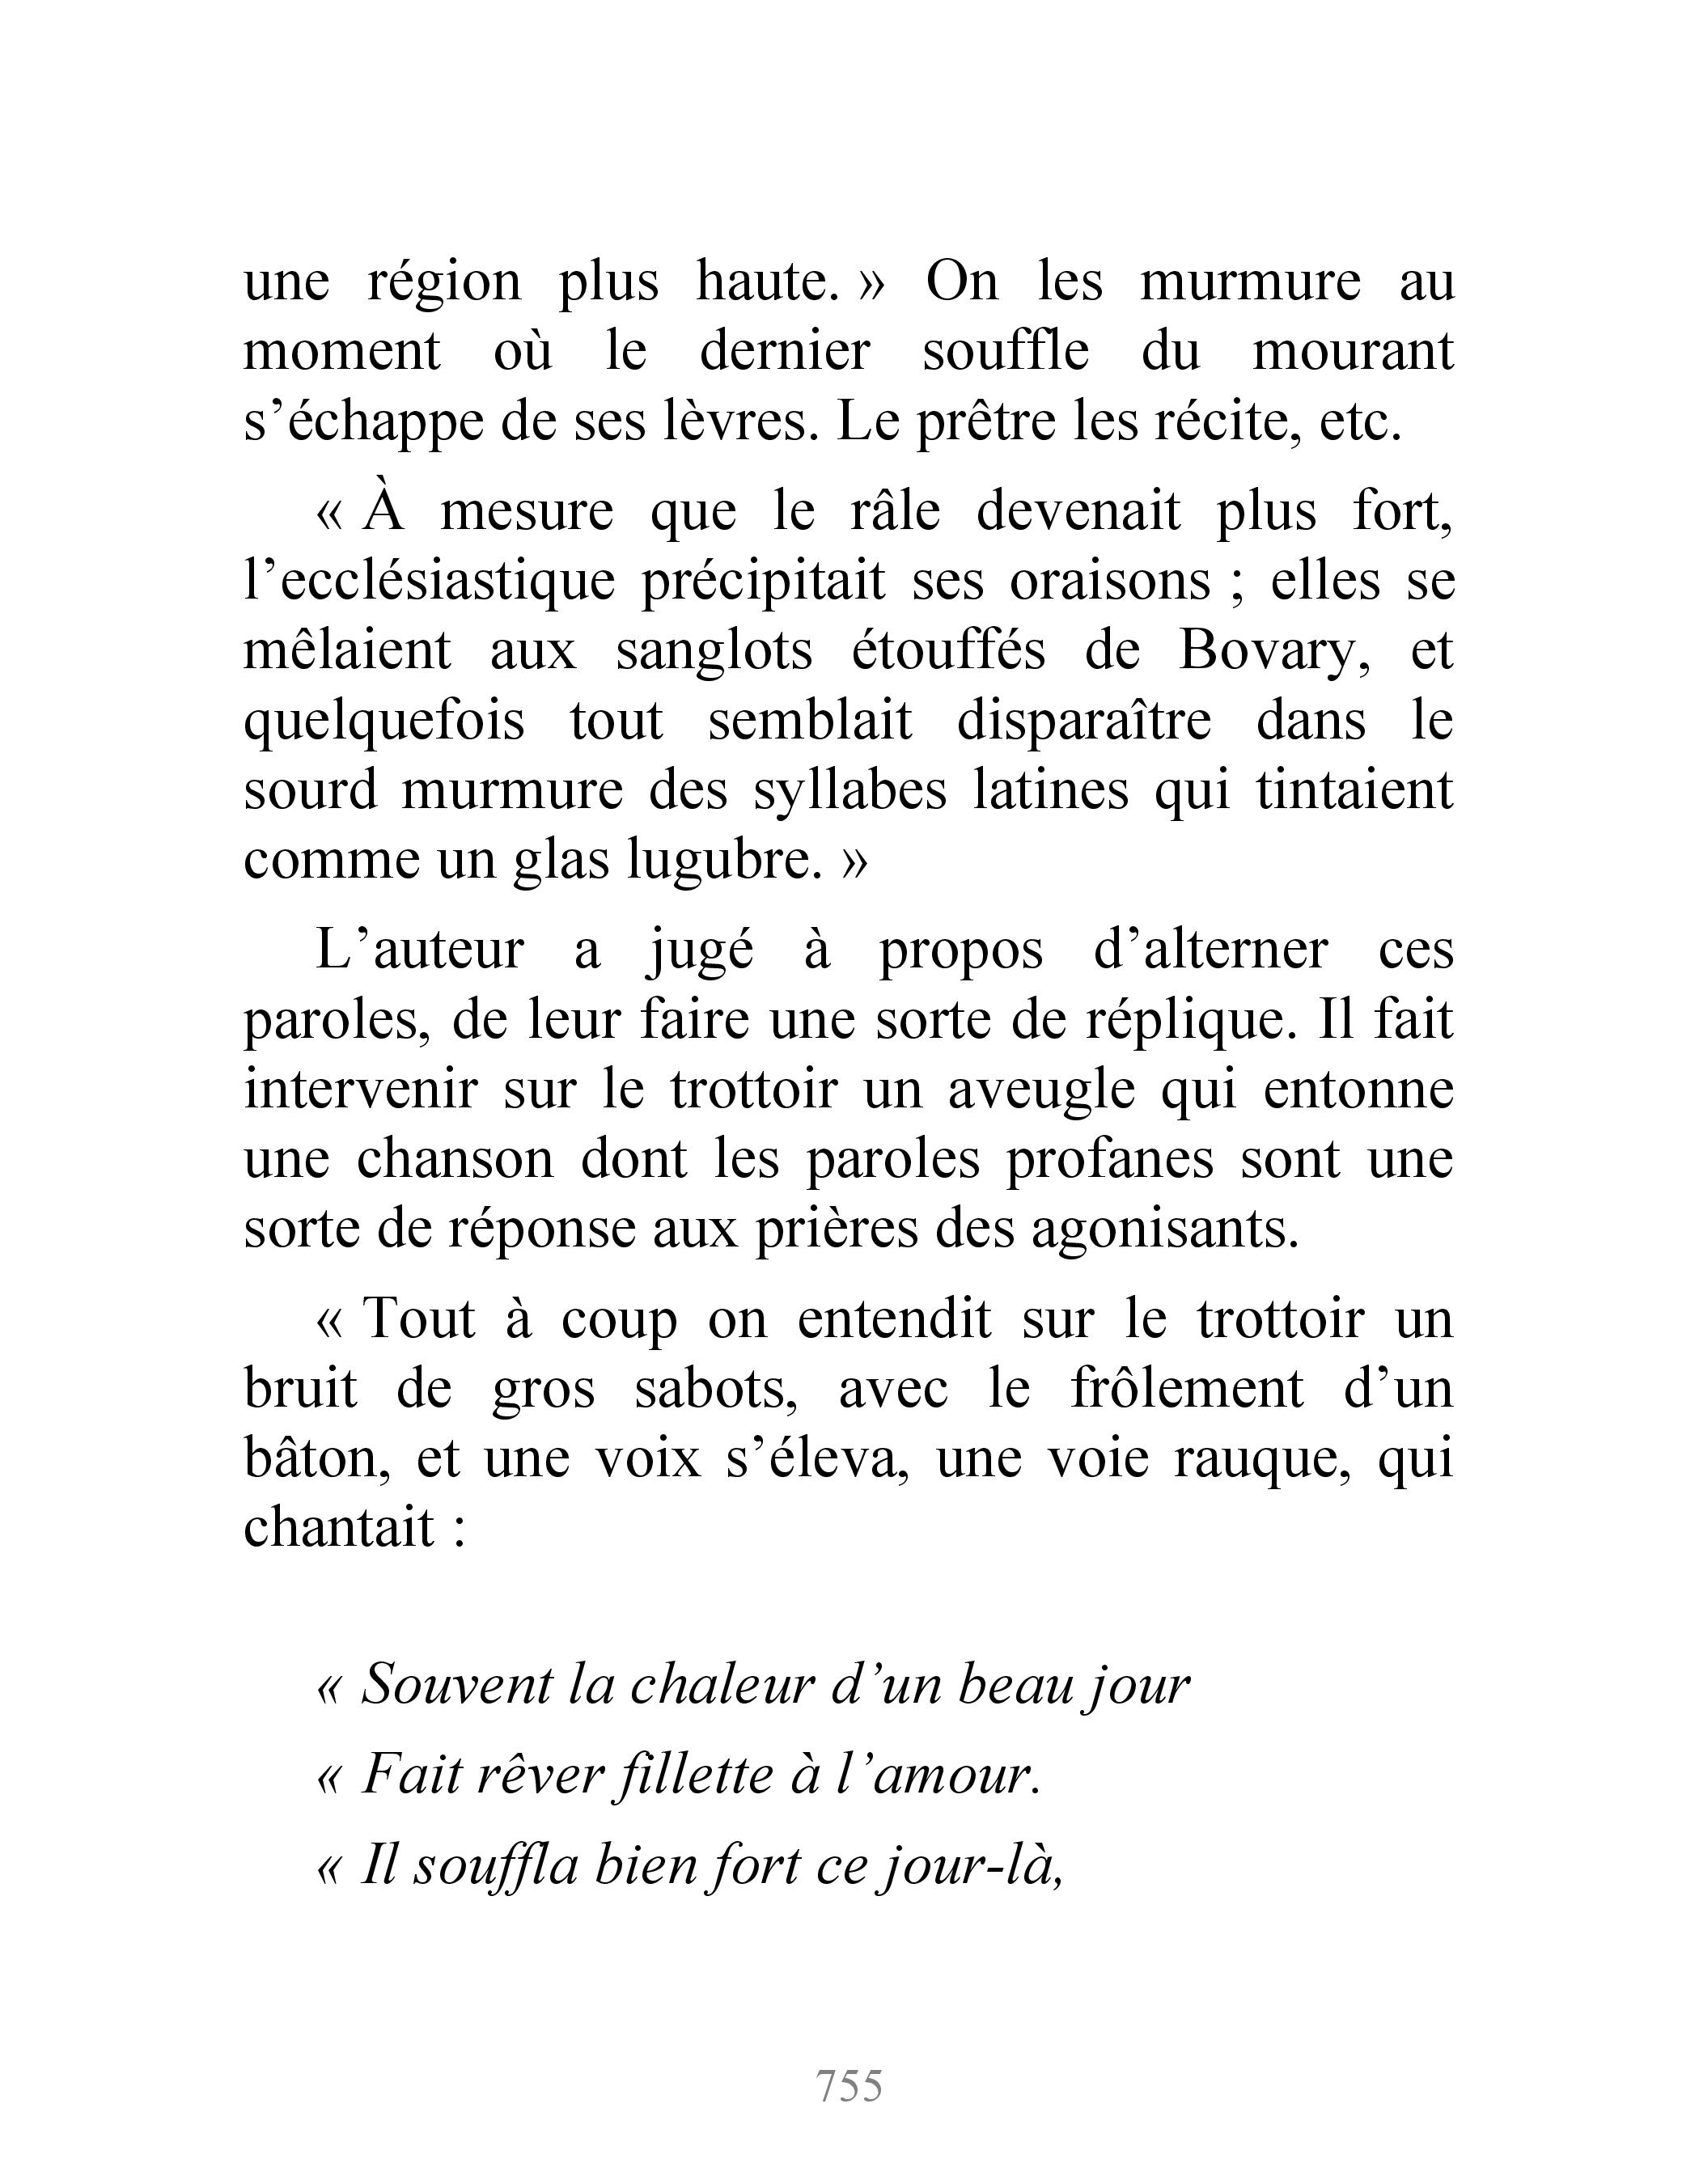 une région plus haute. » On les murmure au
moment où le dernier souffle du mourant
s’échappe de ses lèvres. Le prêtre les récite, etc.
« À mesure que le râle devenait plus fort,
l’ecclésiastique précipitait ses oraisons ; elles se
mêlaient aux sanglots étouffés de Bovary, et
quelquefois tout semblait disparaître dans le
sourd murmure des syllabes latines qui tintaient
comme un glas lugubre. »
L’auteur a jugé à propos d’alterner ces
paroles, de leur faire une sorte de réplique. Il fait
intervenir sur le trottoir un aveugle qui entonne
une chanson dont les paroles profanes sont une
sorte de réponse aux prières des agonisants.
« Tout à coup on entendit sur le trottoir un
bruit de gros sabots, avec le frôlement d’un
bâton, et une voix s’éleva, une voie rauque, qui
chantait :
« Souvent la chaleur d’un beau jour
« Fait rêver fillette à l’amour.
« Il souffla bien fort ce jour-là,
755